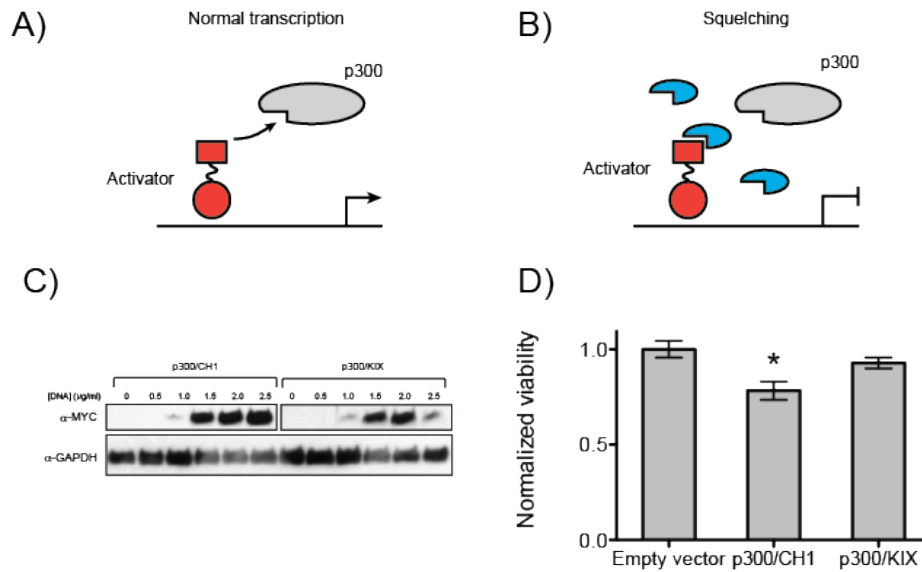 A)
Normal transcription
p300
Activator
B)
Squelching
p300
Activator
C)
p300/CH1 p300/KIX
[DNA] (μg/ml) 0 0.5 1.0 1.5 2.0 2.5 0 0.5 1.0 1.5 2.0 2.5
α-MYC
α-GAPDH
D)
Normalized viability
1.0
*
0.5
0.0
Empty vector p300/CH1 p300/KIX